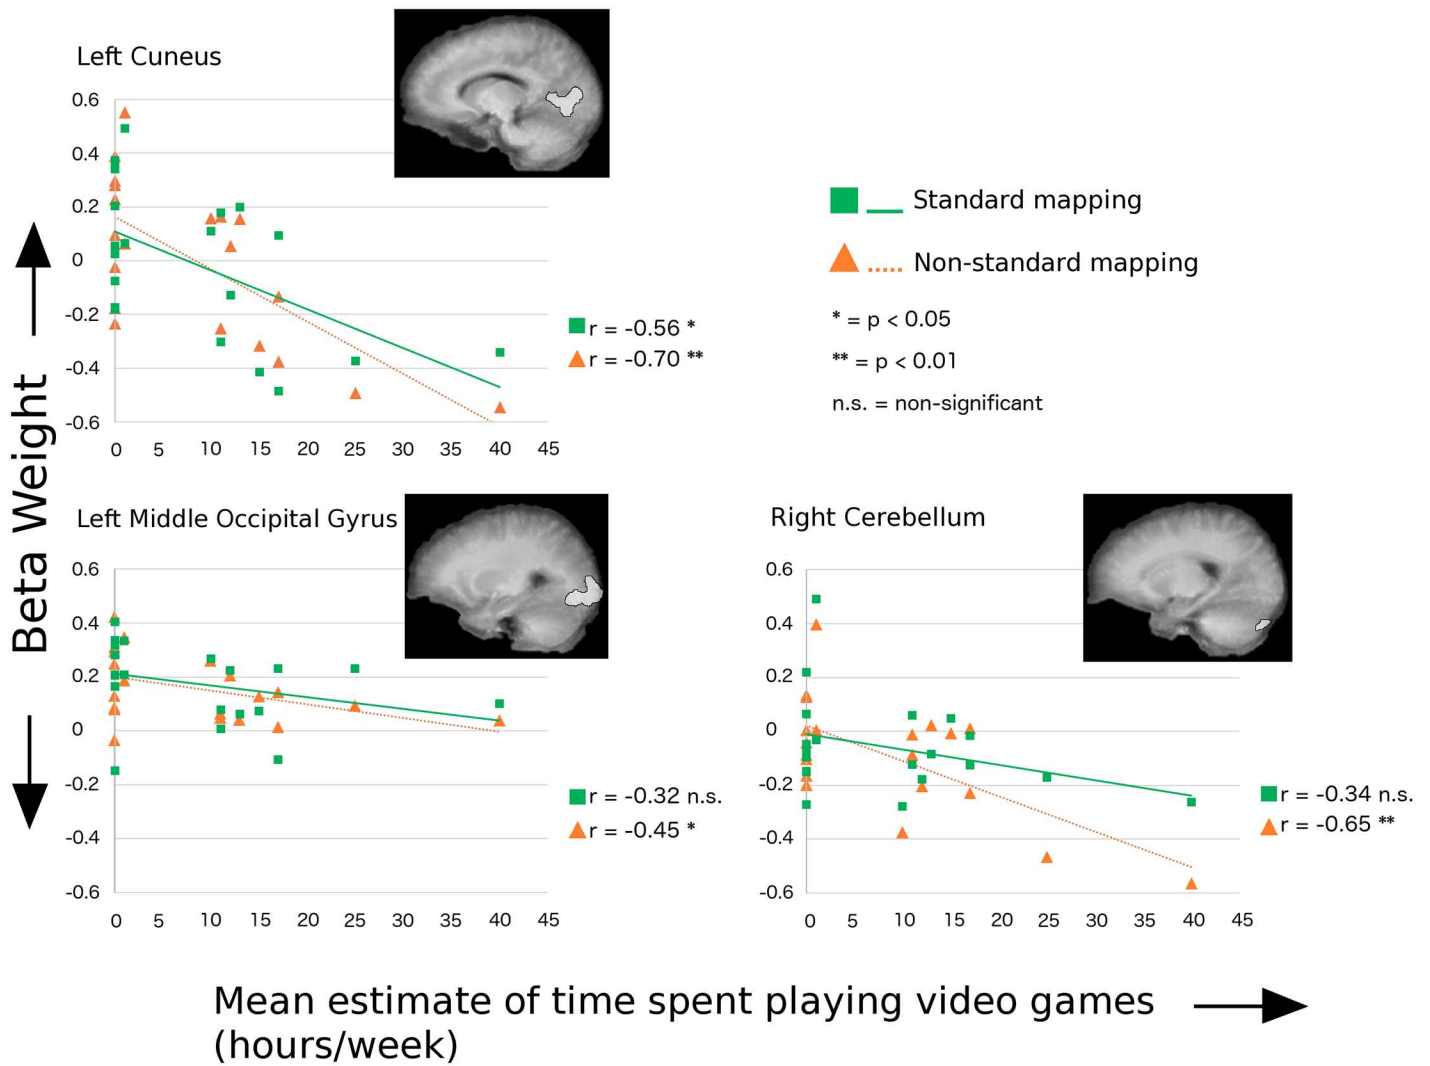 Left Cuneus
0.6
0.4
0.2
0
-0.2
-0.4
-0.6
0 5 10 15 20 25 30 35 40 45
r = -0.56 *
r = -0.70 **
Standard mapping
Non-standard mapping
* = p < 0.05
** = p < 0.01
n.s. = non-significant
Beta Weight
Left Middle Occipital Gyrus
0.6
0.4
0.2
0
-0.2
-0.4
-0.6
0 5 10 15 20 25 30 35 40 45
r = -0.32 n.s.
r = -0.45 *
Right Cerebellum
0.6
0.4
0.2
0
-0.2
-0.4
-0.6
0 5 10 15 20 25 30 35 40 45
r = -0.34 n.s.
r = -0.65 **
Mean estimate of time spent playing video games
(hours/week)